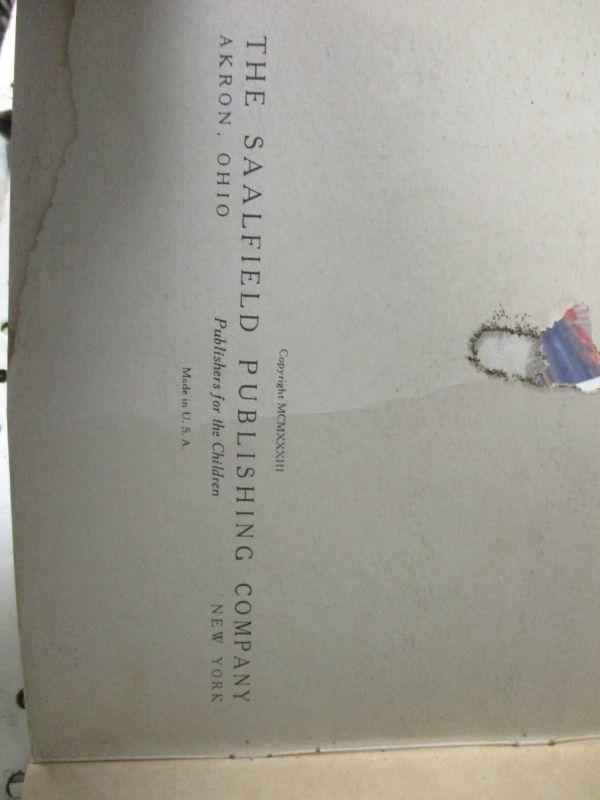 Copyright MCMXXXIII
THE SAALFIELD PUBLISHING COMPANY
AKRON, OHIO Publishers for the Children NEW YORK
Made in U. S. A.